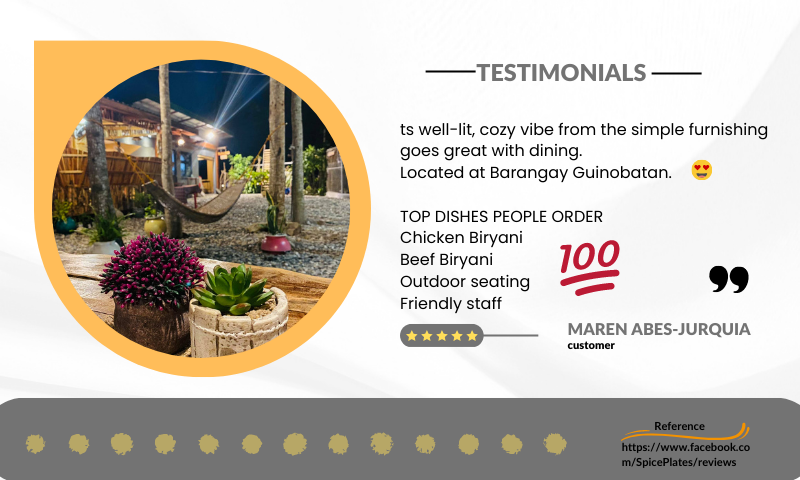 TESTIMONIALS
ts well-lit, cozy vibe from the simple furnishing
goes great with dining.
Located at Barangay Guinobatan.
TOP DISHES PEOPLE ORDER
Chicken Biryani
Beef Biryani
Outdoor seating
Friendly staff
100
MAREN ABES-JURQUIA
customer
Reference
https://www.facebook.co
m/SpicePlates/reviews